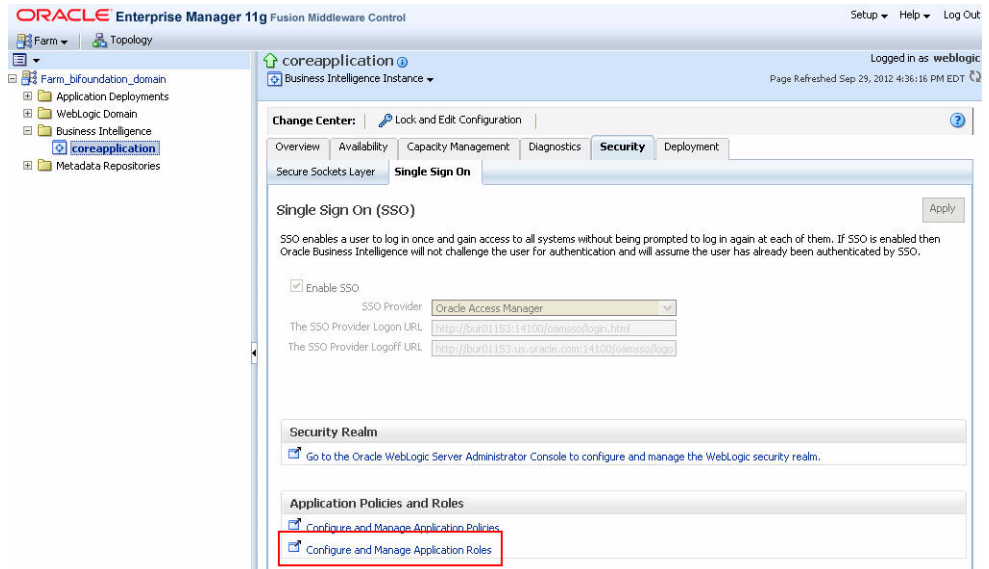 ORACLE Enterprise Manager 11g Fusion Middleware Control
Setup Help Log Out
Farm Topology
Farm_bifoundation_domain
Application Deployments
WebLogic Domain
Business Intelligence
coreapplication
Metadata Repositories
coreapplication
Logged in as weblogic
Business Intelligence Instance
Page Refreshed Sep 29, 2012 4:36:16 PM EDT
Change Center: Lock and Edit Configuration
Overview Availability Capacity Management Diagnostics Security Deployment
Secure Sockets Layer Single Sign On
Single Sign On (SSO)
Apply
SSO enables a user to log in once and gain access to all systems without being prompted to log in again at each of them. If SSO is enabled then
Oracle Business Intelligence will not challenge the user for authentication and will assume the user has already been authenticated by SSO.
Enable SSO
SSO Provider Oracle Access Manager
The SSO Provider Logon URL http://bur01153:14100/oamsso/login.html
The SSO Provider Logoff URL http://bur01153.us.oracle.com:14100/oamsso/logo
Security Realm
Go to the Oracle WebLogic Server Administrator Console to configure and manage the WebLogic security realm.
Application Policies and Roles
Configure and Manage Application Policies
Configure and Manage Application Roles